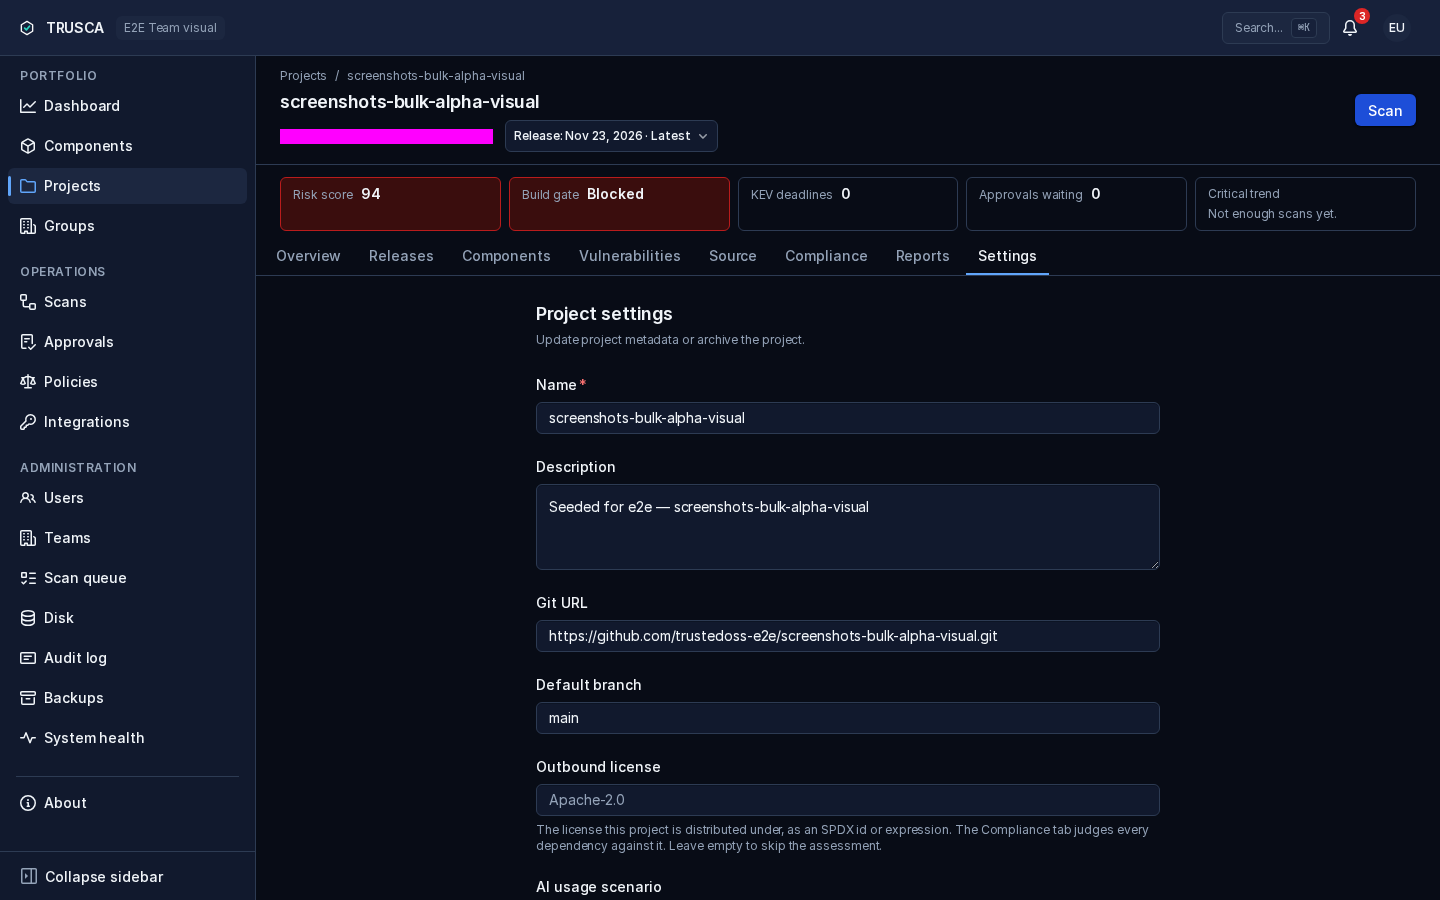 TRUSCA
E2E Team visual
Search...
⌘K
3
EU
PORTFOLIO
Dashboard
Components
Projects
Groups
OPERATIONS
Scans
Approvals
Policies
Integrations
ADMINISTRATION
Users
Teams
Scan queue
Disk
Audit log
Backups
System health
About
Collapse sidebar
Projects / screenshots-bulk-alpha-visual
screenshots-bulk-alpha-visual
Release: Nov 23, 2026 · Latest
Scan
Risk score 94
Build gate Blocked
KEV deadlines 0
Approvals waiting 0
Critical trend
Not enough scans yet.
Overview
Releases
Components
Vulnerabilities
Source
Compliance
Reports
Settings
Project settings
Update project metadata or archive the project.
Name *
screenshots-bulk-alpha-visual
Description
Seeded for e2e — screenshots-bulk-alpha-visual
Git URL
https://github.com/trustedoss-e2e/screenshots-bulk-alpha-visual.git
Default branch
main
Outbound license
Apache-2.0
The license this project is distributed under, as an SPDX id or expression. The Compliance tab judges every
dependency against it. Leave empty to skip the assessment.
AI usage scenario